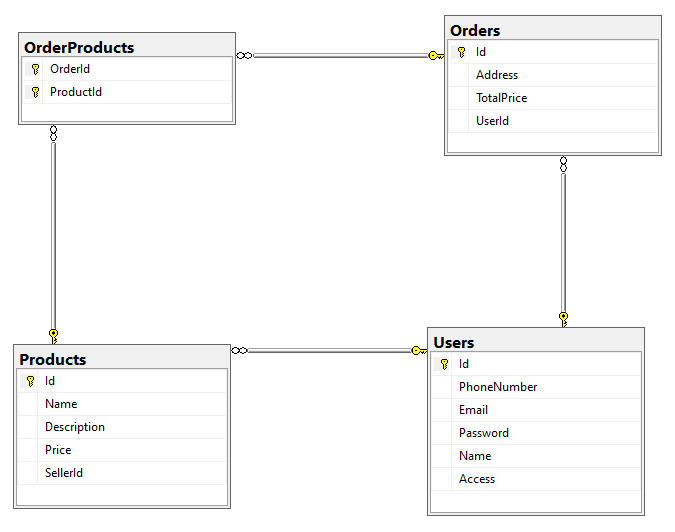 OrderProducts
OrderId
ProductId
Orders
Id
Address
TotalPrice
UserId
Products
Id
Name
Description
Price
SellerId
Users
Id
PhoneNumber
Email
Password
Name
Access